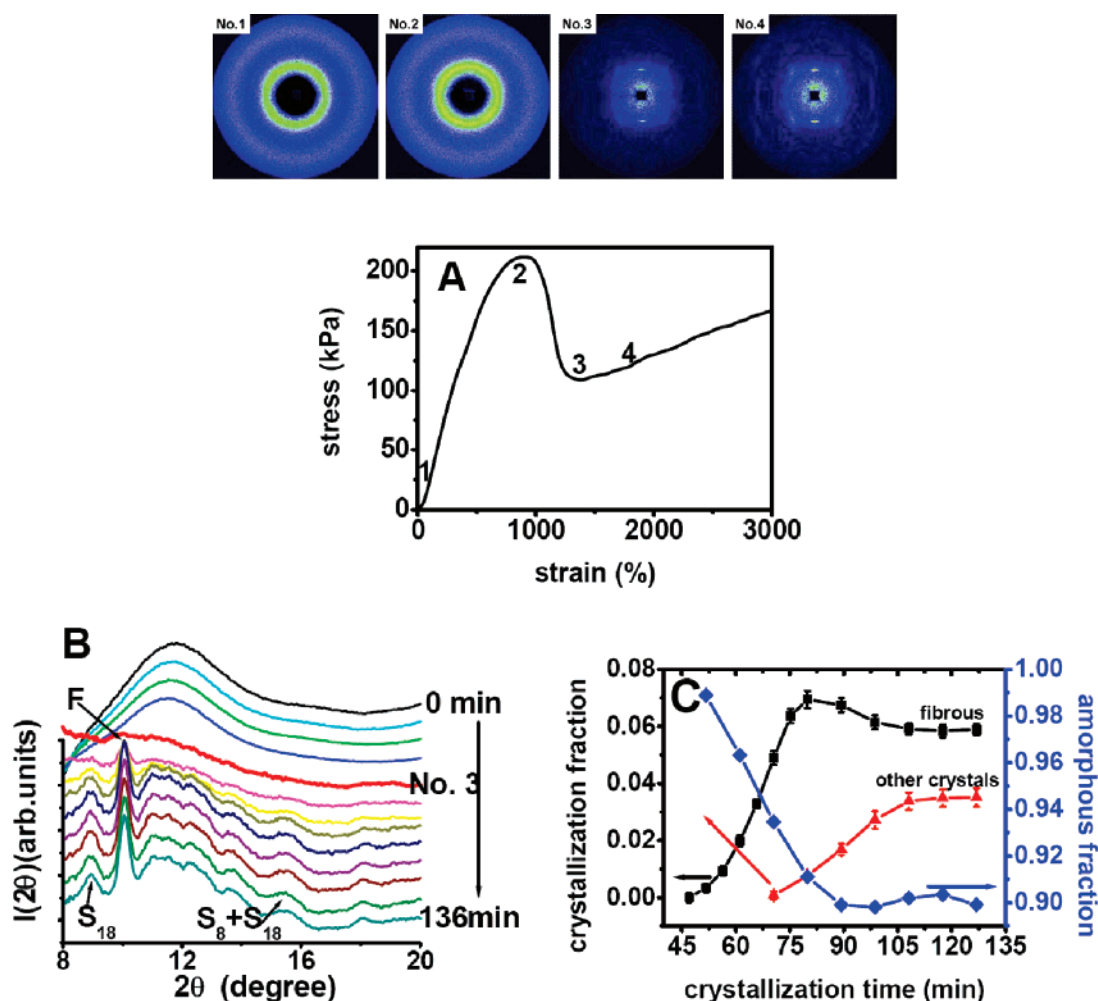 No.1 No.2 No.3 No.4
A
200
150
100
50
0
1
2
3
4
0 1000 2000 3000
stress (kPa)
strain (%)
B
F
0 min
No. 3
136min
S18
S8+S18
I(2θ)(arb.units)
8 12 16 20
2θ (degree)
C
0.08
0.06
0.04
0.02
0.00
crystallization fraction
fibrous
other crystals
1.00
0.98
0.96
0.94
0.92
0.90
amorphous fraction
45 60 75 90 105 120 135
crystallization time (min)